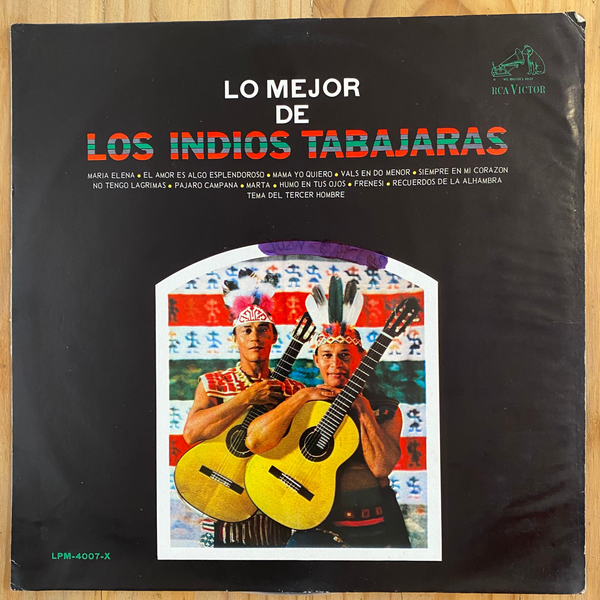 LO MEJOR
DE
LOS INDIOS TABAJARAS
MARIA ELENA • EL AMOR ES ALGO ESPLENDOROSO • MAMA YO QUIERO • VALS EN DO MENOR • SIEMPRE EN MI CORAZON
NO TENGO LAGRIMAS • PAJARO CAMPANA • MARTA • HUMO EN TUS OJOS • FRENESI • RECUERDOS DE LA ALHAMBRA
TEMA DEL TERCER HOMBRE
RCA VICTOR
LPM-4007-X